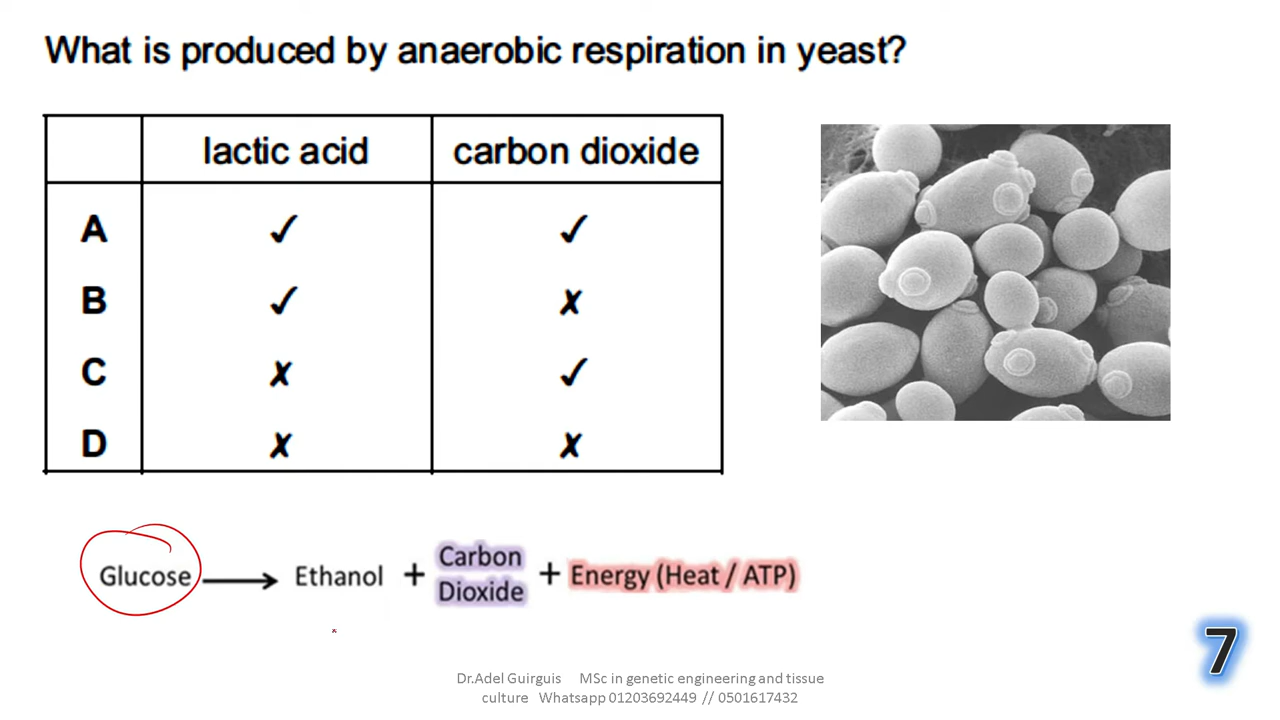 What is produced by anaerobic respiration in yeast?
lactic acid carbon dioxide
A ✓ ✓
B ✓ ✗
C ✗ ✓
D ✗ ✗
Glucose ⟶ Ethanol + Carbon Dioxide + Energy (Heat / ATP)
7
Dr.Adel Guirguis MSc in genetic engineering and tissue
culture Whatsapp 01203692449 // 0501617432